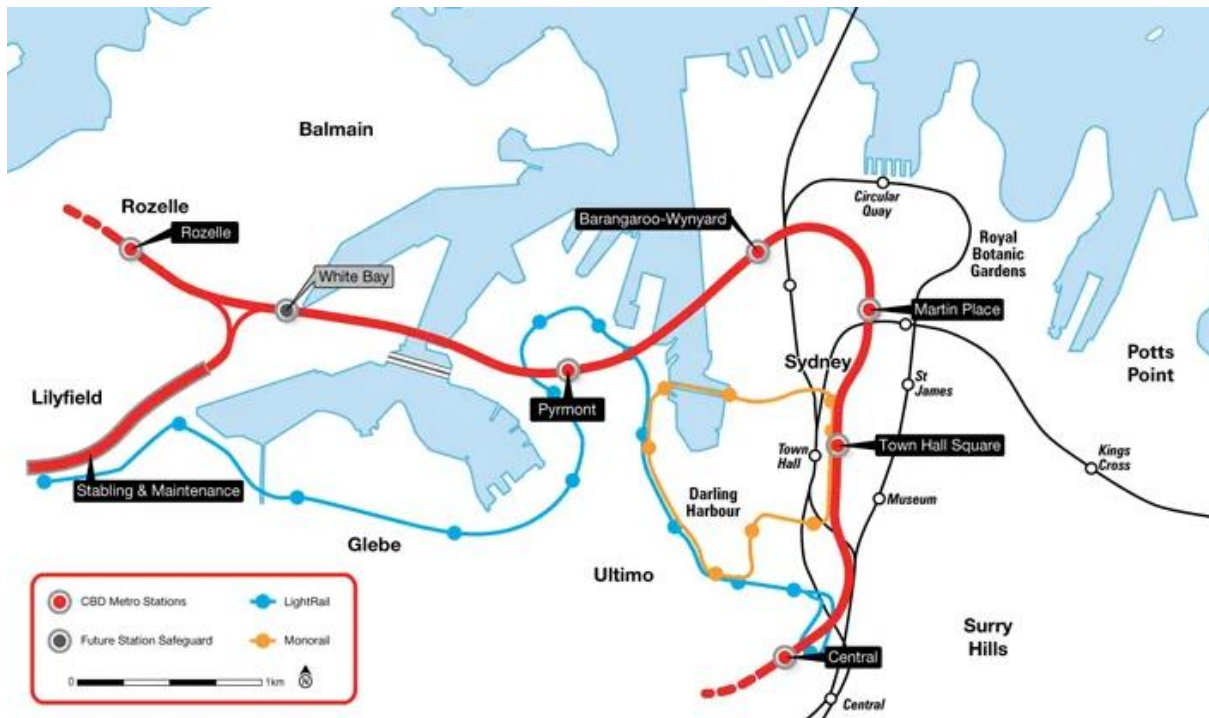 Balmain
Rozelle
Rozelle
White Bay
Barangaroo-Wynyard
Circular
Quay
Royal
Botanic
Gardens
Martin Place
Sydney
Potts
Point
St
James
Lilyfield
Pyrmont
Town
Hall
Town Hall Square
Kings
Cross
Stabling & Maintenance
Darling
Harbour
Museum
Glebe
Ultimo
Surry
Hills
Central
Central
CBD Metro Stations
LightRail
Future Station Safeguard
Monorail
0
1km
N